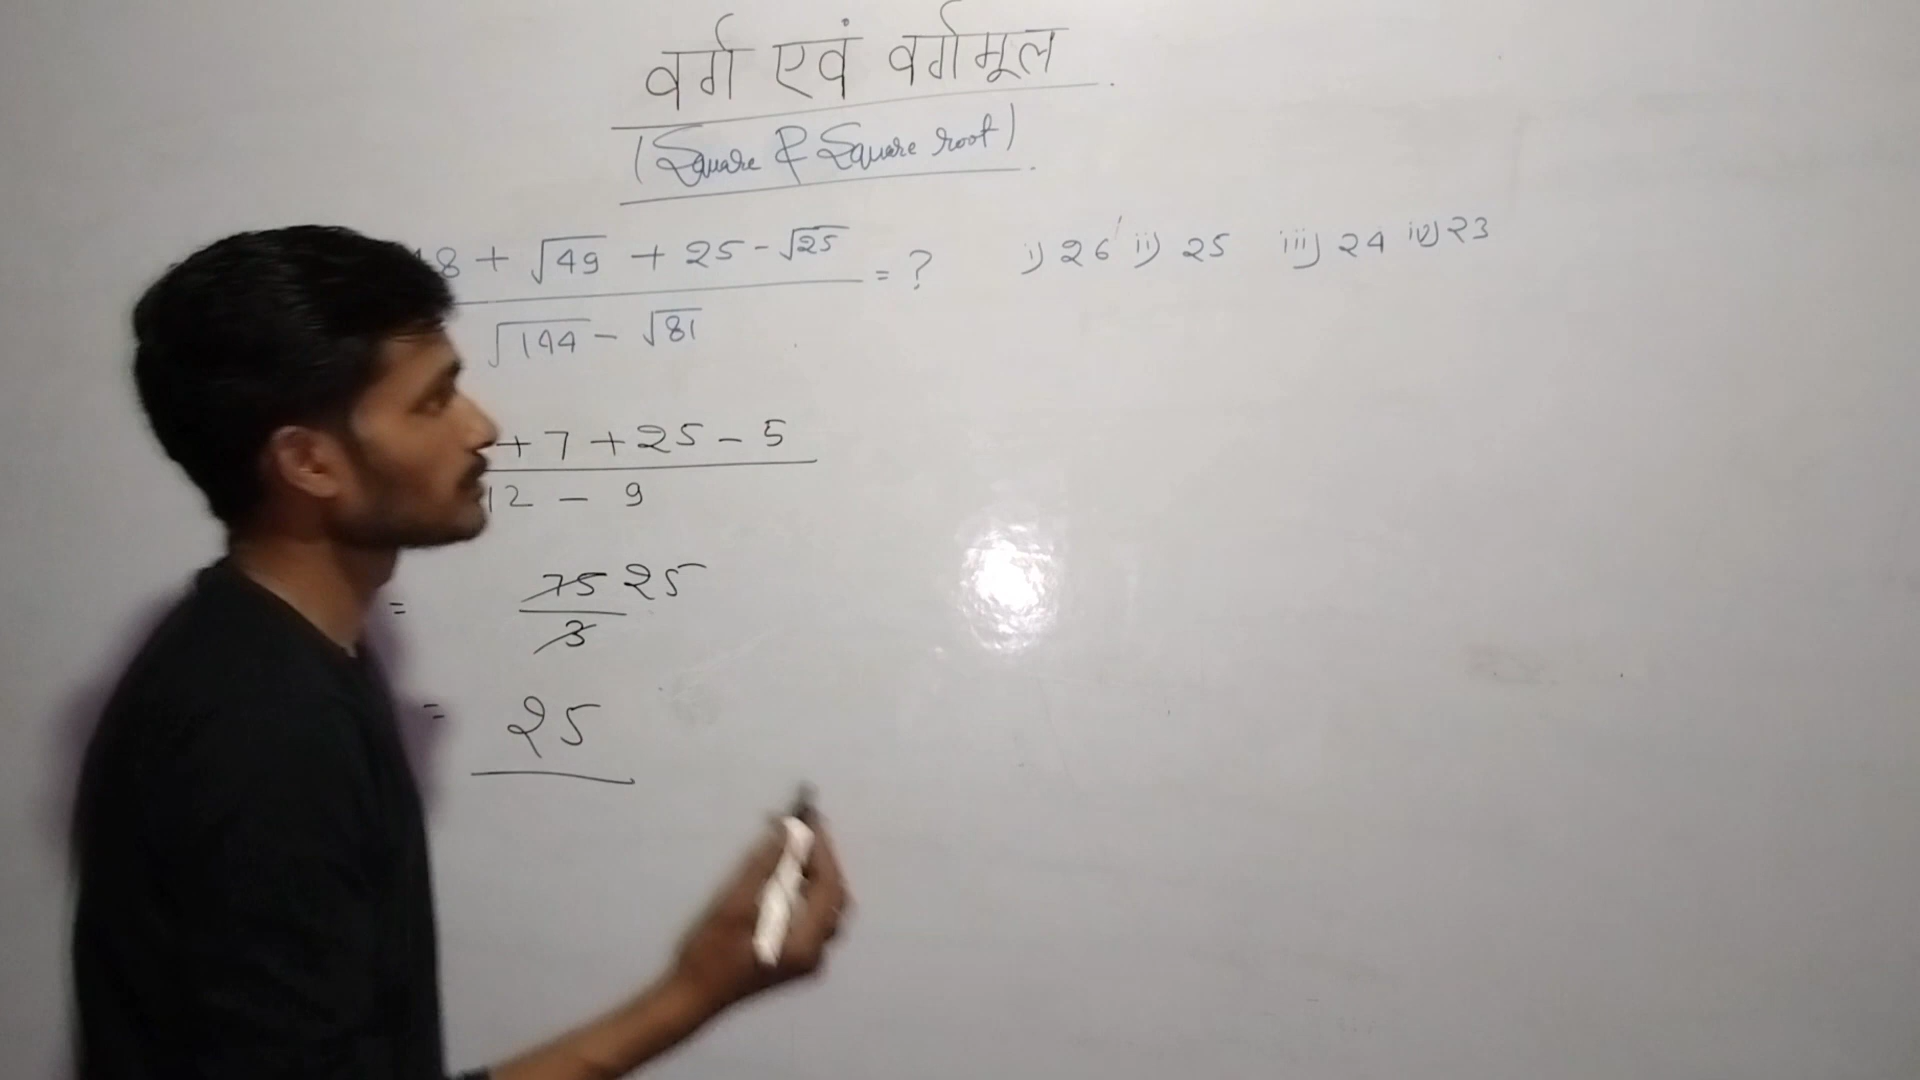 वर्ग एवं वर्गमूल
(Square & Square root)
48 + √49 + 25 - √25 = ? i) 26 ii) 25 iii) 24 iv) 23
√144 - √81
+ 7 + 25 - 5
12 - 9
= 75 25
3
= 25